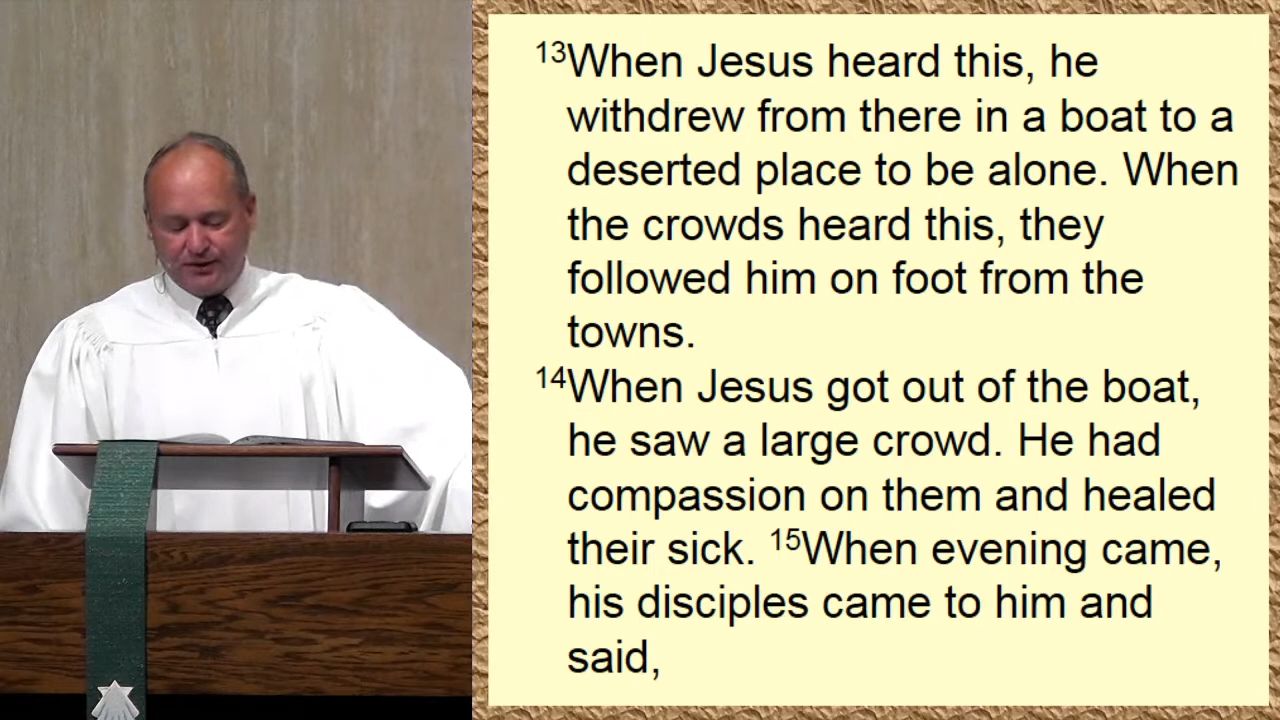 13When Jesus heard this, he
withdrew from there in a boat to a
deserted place to be alone. When
the crowds heard this, they
followed him on foot from the
towns.
14When Jesus got out of the boat,
he saw a large crowd. He had
compassion on them and healed
their sick. 15When evening came,
his disciples came to him and
said,